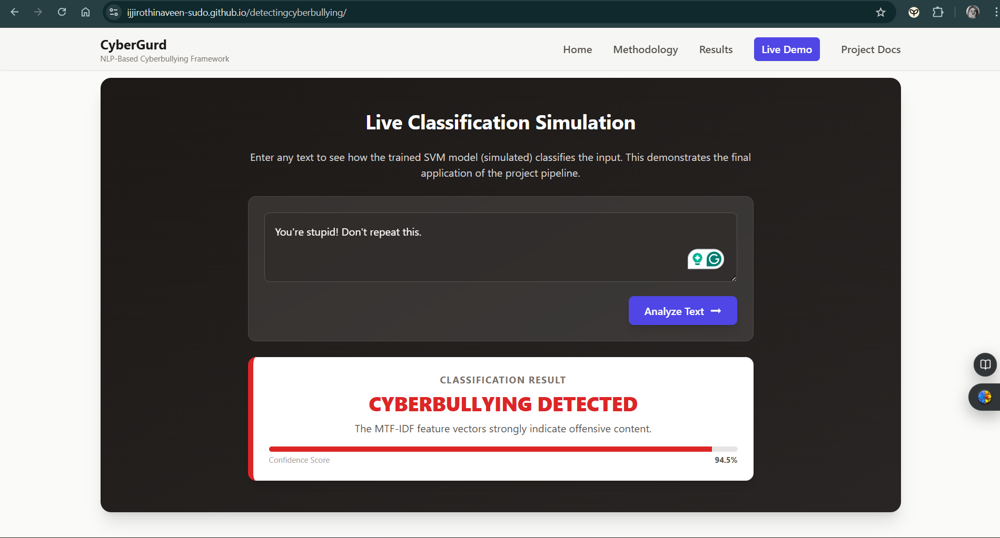 ijjirothinaveen-sudo.github.io/detectingcyberbullying/
CyberGurd
NLP-Based Cyberbullying Framework
Home
Methodology
Results
Live Demo
Project Docs
Live Classification Simulation
Enter any text to see how the trained SVM model (simulated) classifies the input. This demonstrates the final
application of the project pipeline.
You're stupid! Don't repeat this.
Analyze Text
CLASSIFICATION RESULT
CYBERBULLYING DETECTED
The MTF-IDF feature vectors strongly indicate offensive content.
Confidence Score
94.5%